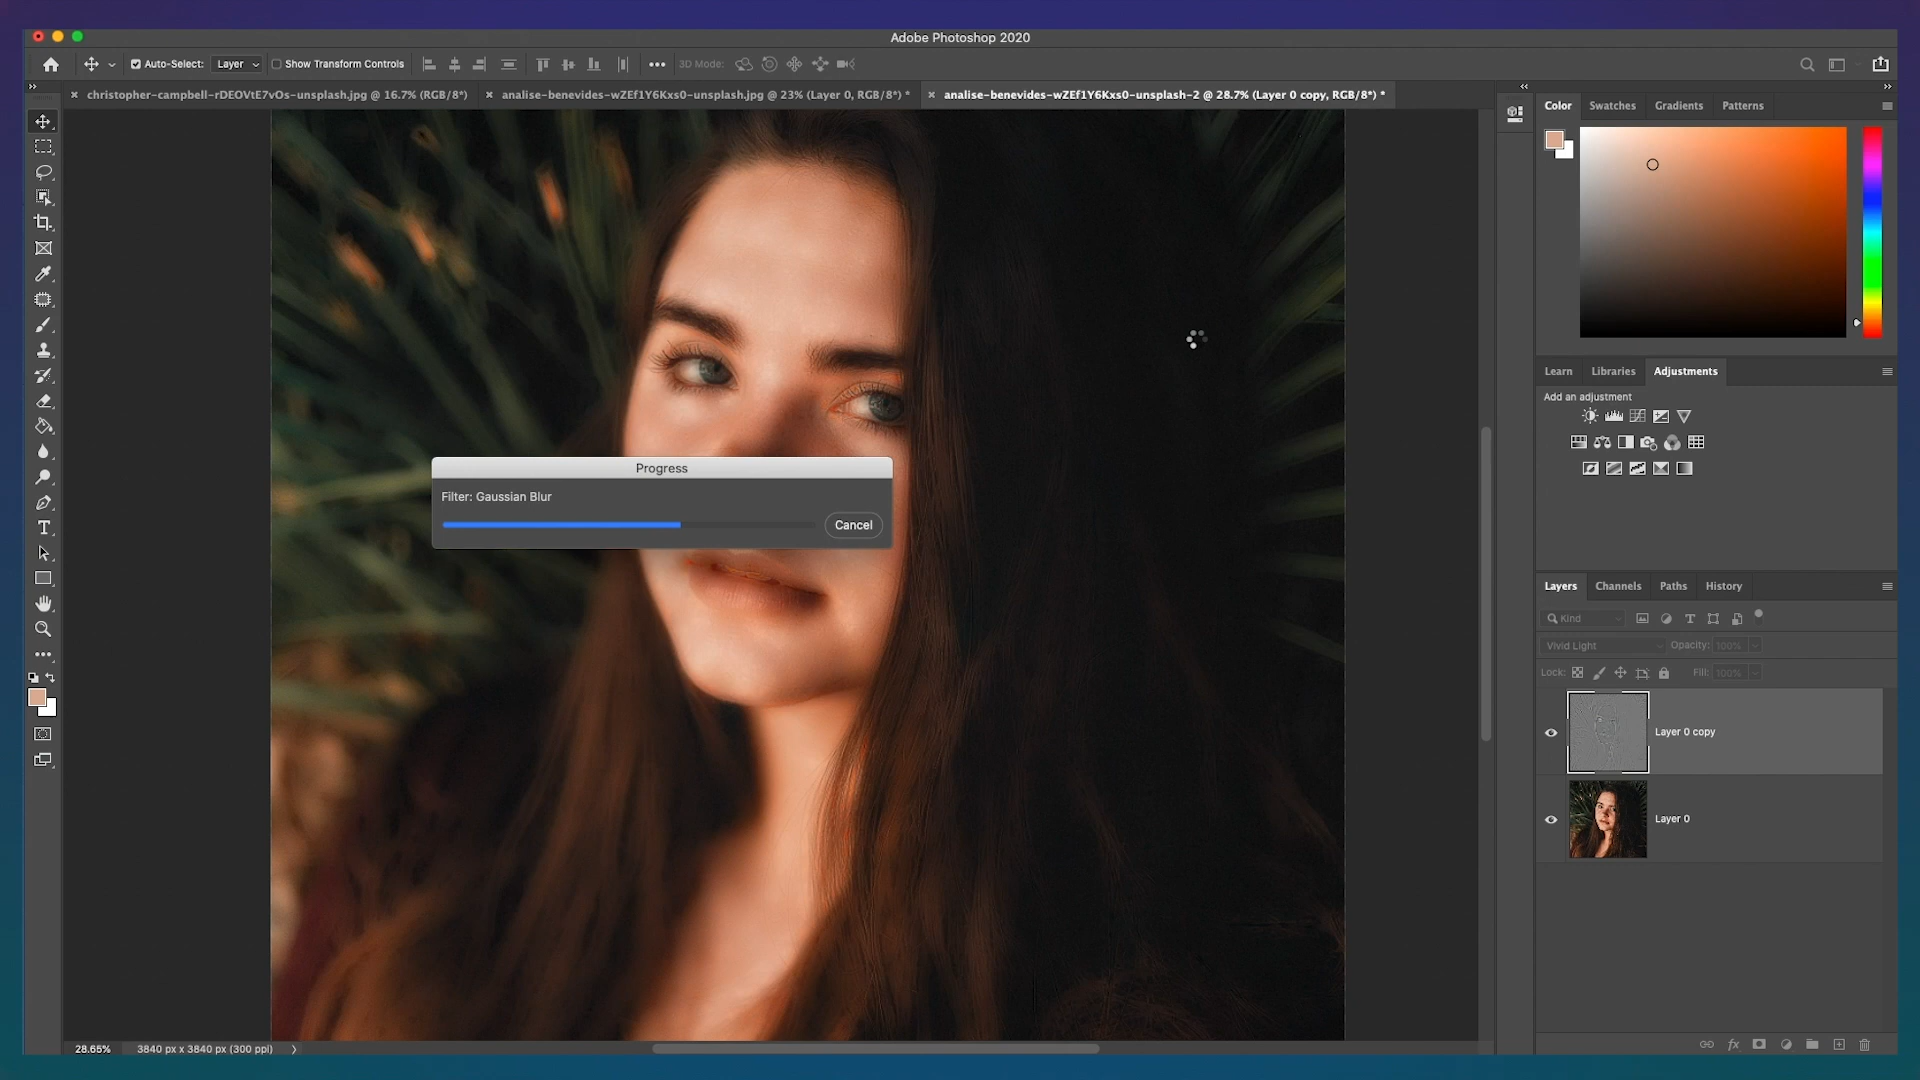 Adobe Photoshop 2020
Auto-Select: Layer Show Transform Controls 3D Mode:
christopher-campbell-rDEOVtE7vOs-unsplash.jpg @ 16.7% (RGB/8*) analise-benevides-wZEf1Y6Kxs0-unsplash.jpg @ 23% (Layer 0, RGB/8*) * analise-benevides-wZEf1Y6Kxs0-unsplash-2 @ 28.7% (Layer 0 copy, RGB/8*) *
Color Swatches Gradients Patterns
Learn Libraries Adjustments
Add an adjustment
Progress
Filter: Gaussian Blur
Cancel
Layers Channels Paths History
Kind
Vivid Light Opacity: 100%
Lock: Fill: 100%
Layer 0 copy
Layer 0
28.65% 3840 px x 3840 px (300 ppi)